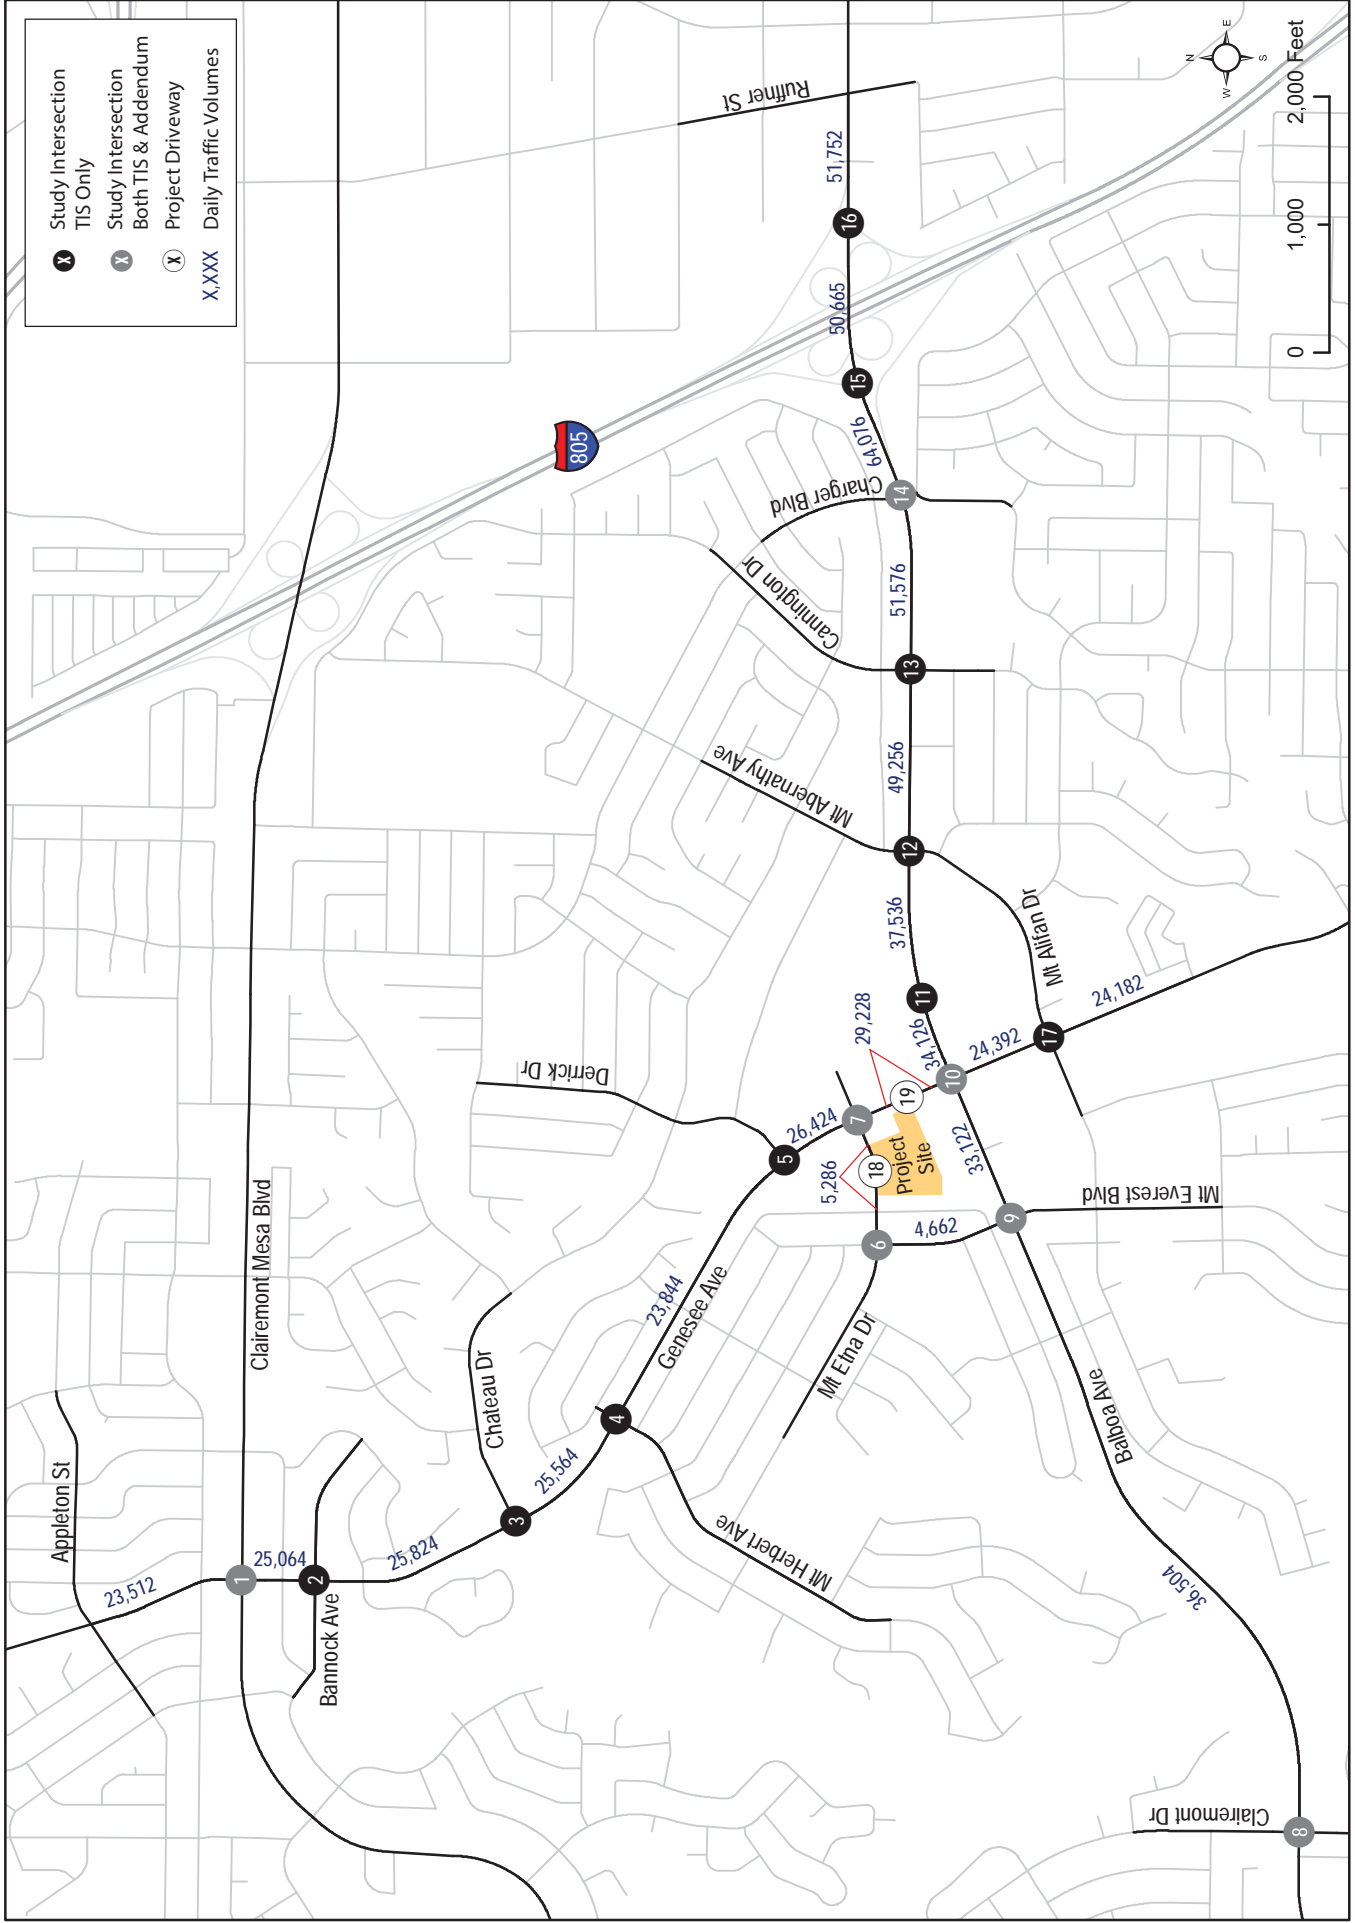 Study Intersection
TIS Only
Study Intersection
Both TIS & Addendum
Project Driveway
Daily Traffic Volumes
X
X
X
X,XXX
N
E
S
W
0
1,000
2,000 Feet
Appleton St
23,512
Clairemont Mesa Blvd
1
25,064
2
Bannock Ave
25,824
Chateau Dr
3
25,564
4
Mt Herbert Ave
23,844
Genesee Ave
Derrick Dr
5
26,424
7
5,286
18
Project
Site
19
29,228
6
Mt Etna Dr
4,662
9
Mt Everest Blvd
33,122
10
34,126
11
24,392
17
24,182
Mt Alifan Dr
37,536
12
Mt Abernathy Ave
49,256
13
Cannington Dr
51,576
14
Charger Blvd
64,076
15
50,665
16
51,752
Ruffner St
805
Balboa Ave
36,504
8
Clairemont Dr